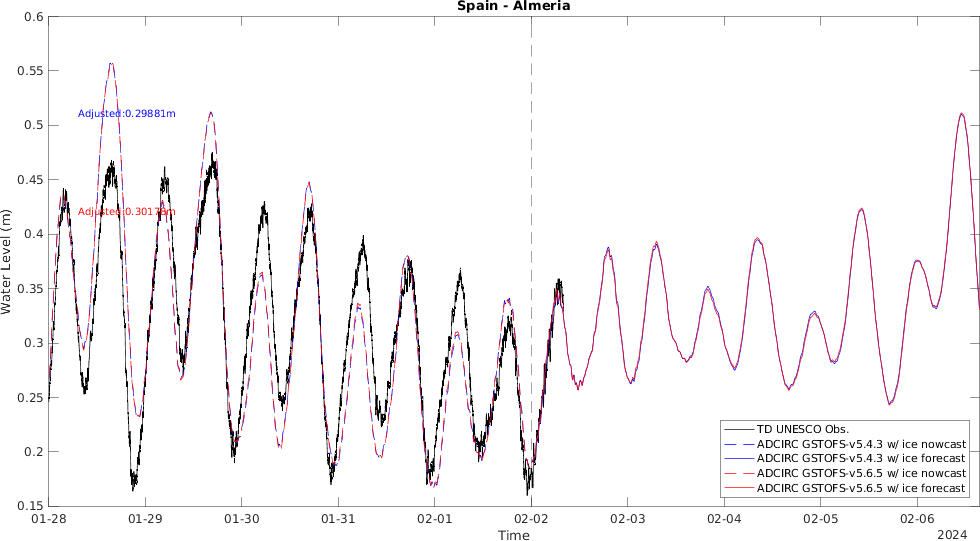 Spain - Almeria
0.6
0.55
0.5
0.45
0.4
0.35
0.3
0.25
0.2
0.15
Water Level (m)
Adjusted:0.29881m
TD UNESCO Obs.
ADCIRC GSTOFS-v5.4.3 w/ ice nowcast
ADCIRC GSTOFS-v5.4.3 w/ ice forecast
ADCIRC GSTOFS-v5.6.5 w/ ice nowcast
ADCIRC GSTOFS-v5.6.5 w/ ice forecast
01-28 01-29 01-30 01-31 02-01 02-02 02-03 02-04 02-05 02-06
Time
2024